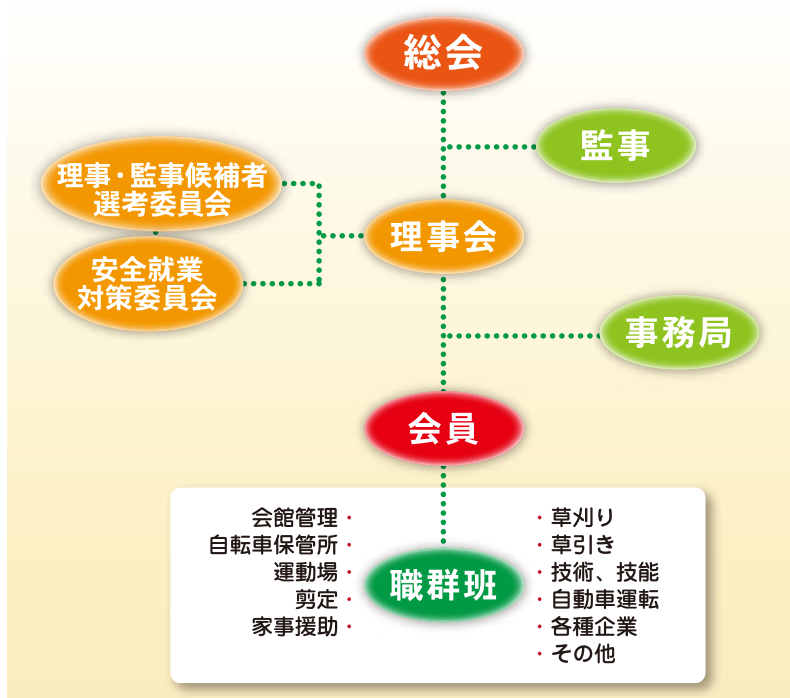 総会
監事
理事・監事候補者
選考委員会
理事会
安全就業
対策委員会
事務局
会員
職群班
会館管理・
自転車保管所・
運動場・
剪定・
家事援助・
・草刈り
・草引き
・技術、技能
・自動車運転
・各種企業
・その他